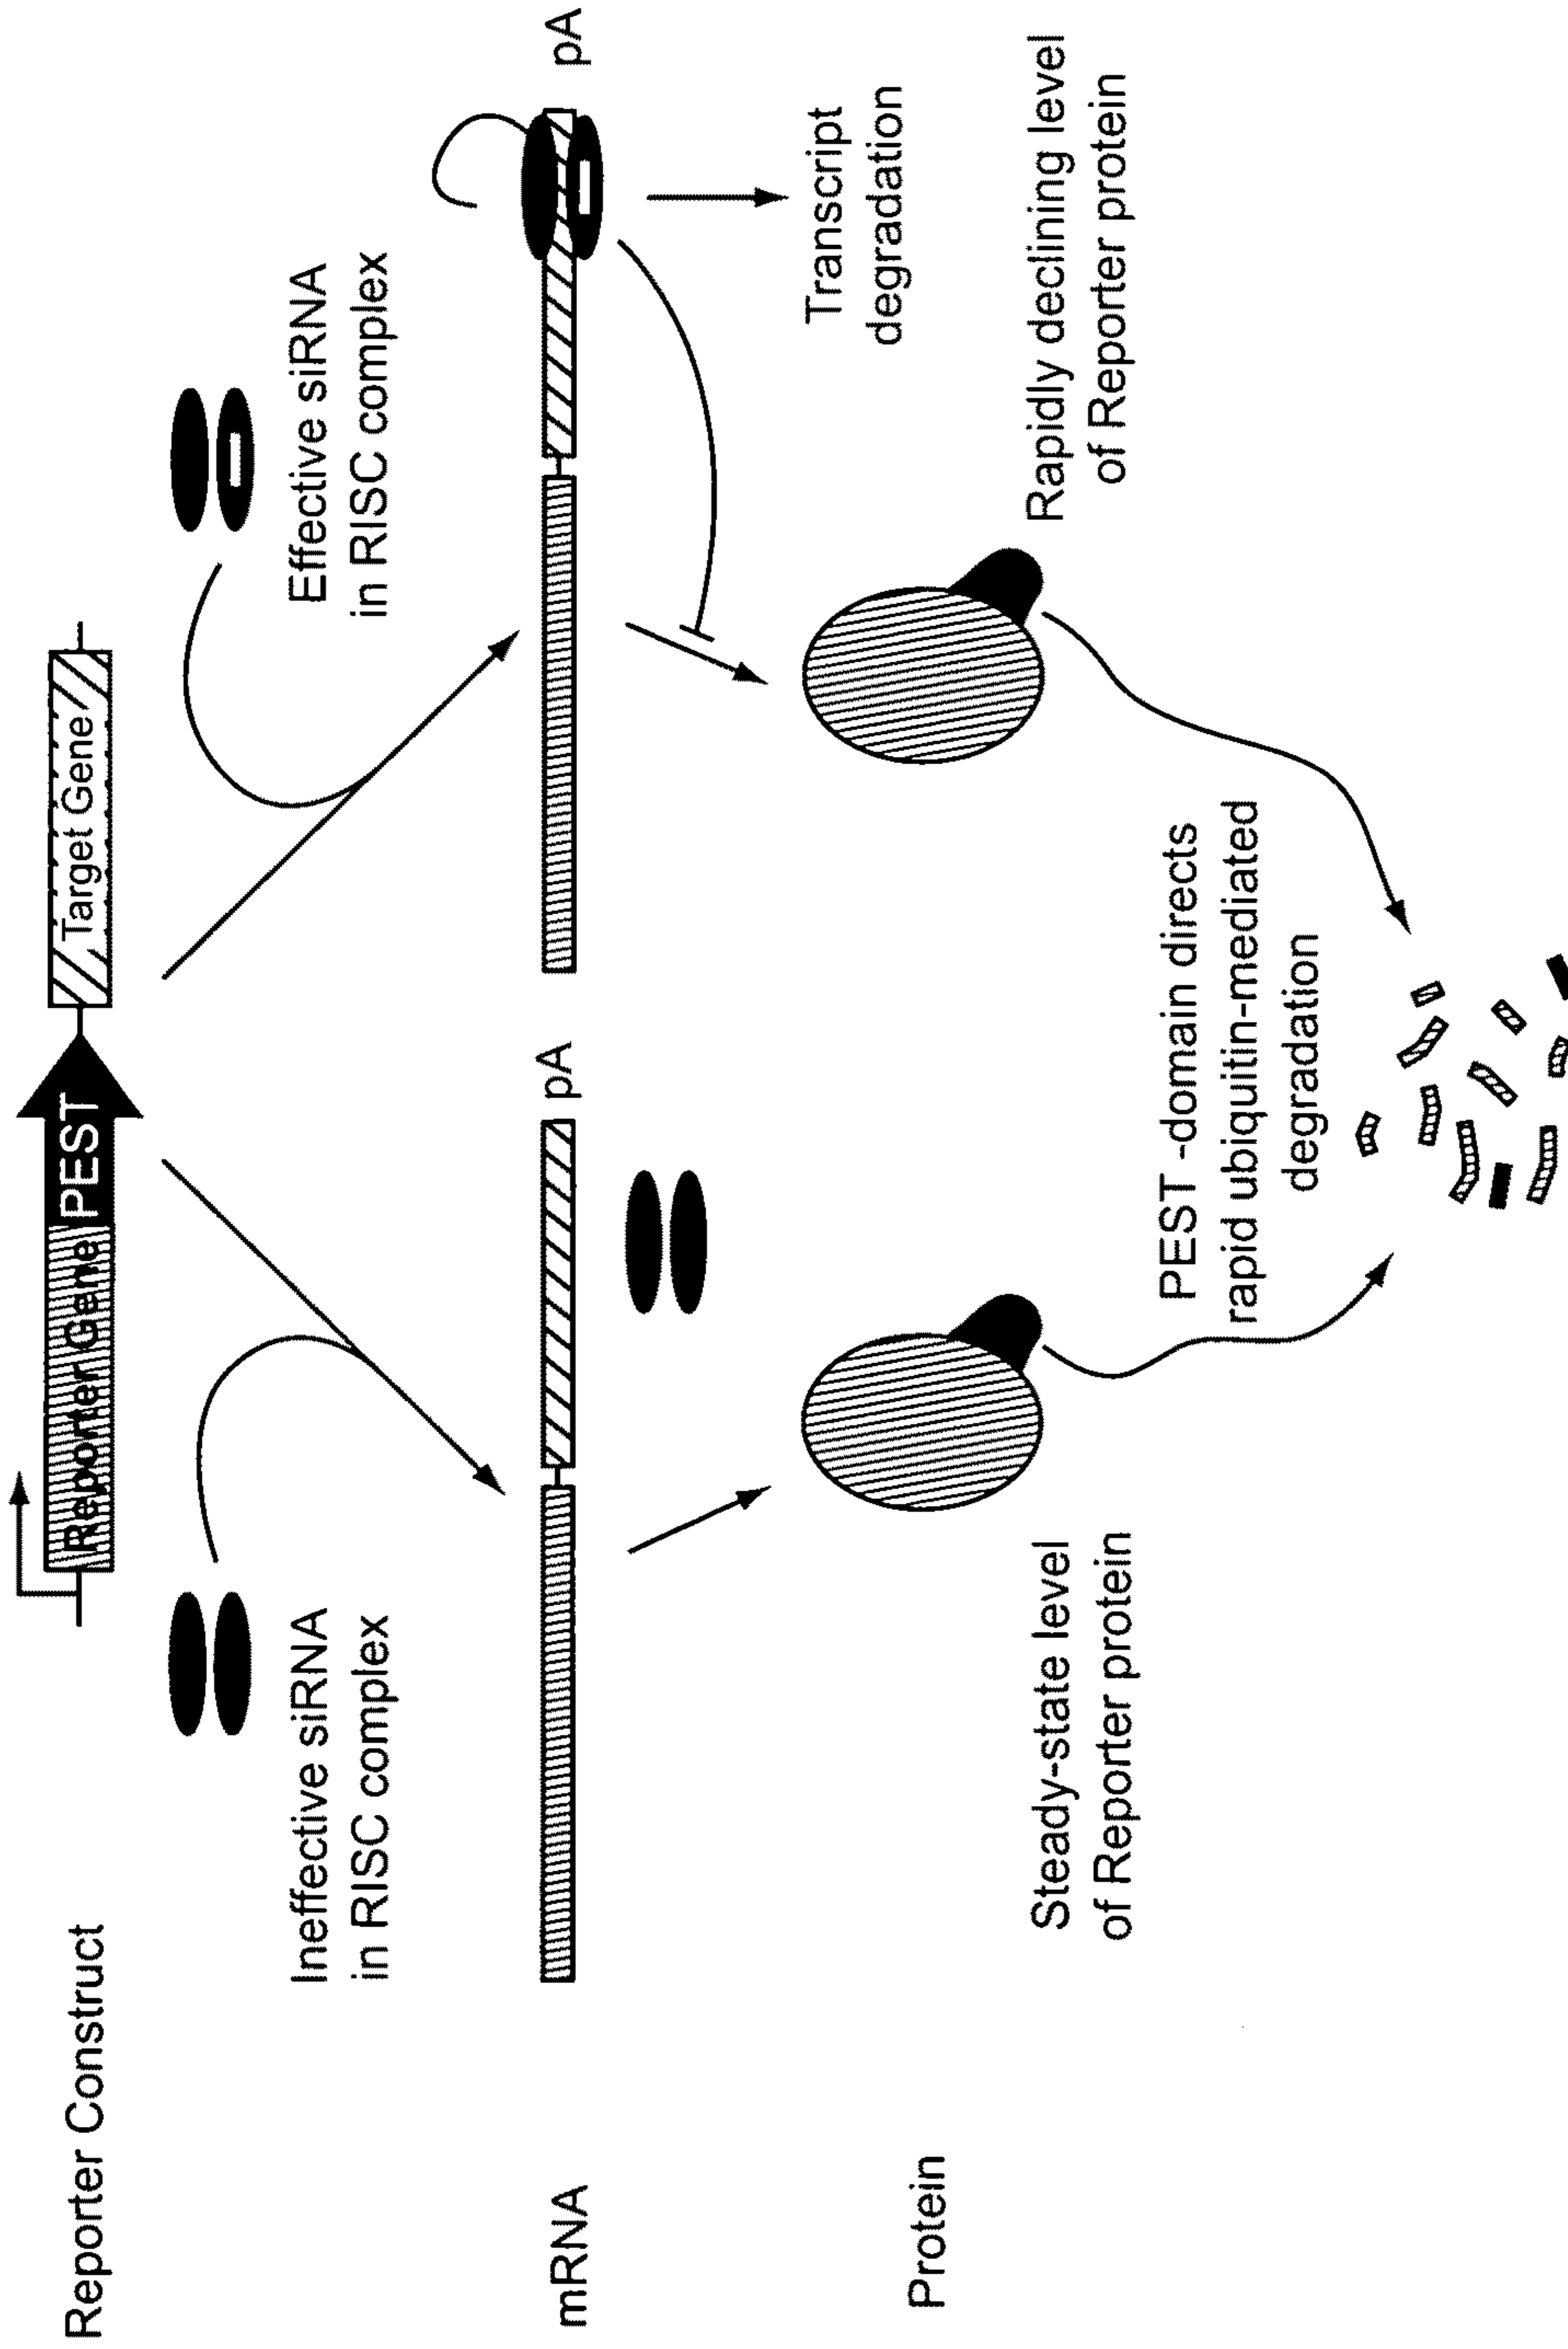 Reporter Construct
Reporter Gene
PEST
Target Gene
Ineffective siRNA
in RISC complex
Effective siRNA
in RISC complex
mRNA
pA
pA
Transcript
degradation
Protein
Steady-state level
of Reporter protein
Rapidly declining level
of Reporter protein
PEST -domain directs
rapid ubiquitin-mediated
degradation